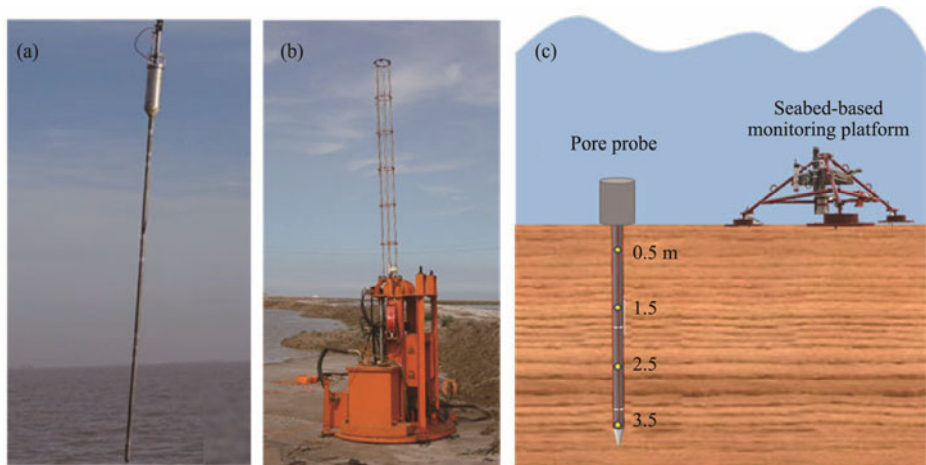 (a)
(b)
(c)
Seabed-based
monitoring platform
Pore probe
0.5 m
1.5
2.5
3.5